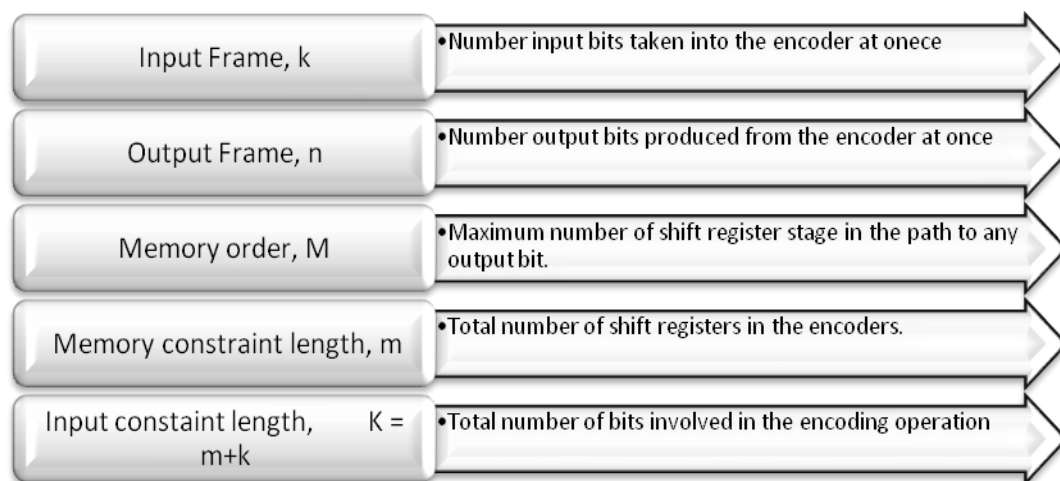 Input Frame, k
•Number input bits taken into the encoder at onece
Output Frame, n
•Number output bits produced from the encoder at once
Memory order, M
•Maximum number of shift register stage in the path to any
output bit.
Memory constraint length, m
•Total number of shift registers in the encoders.
Input constaint length, K =
m+k
•Total number of bits involved in the encoding operation